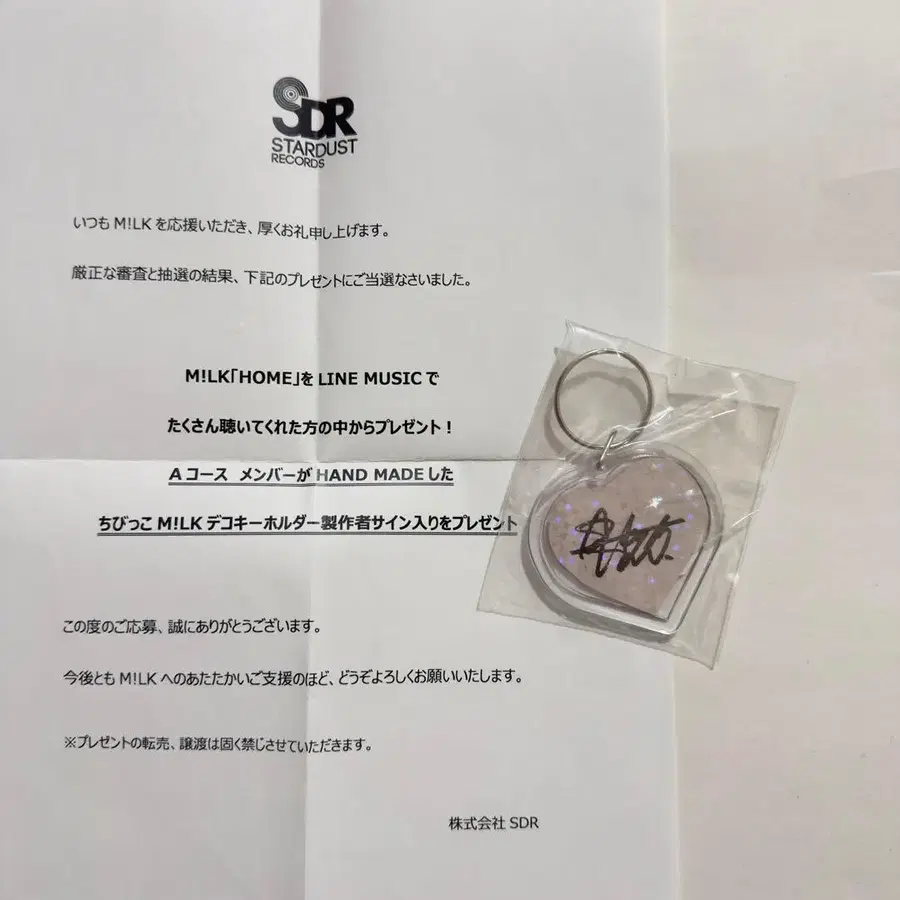 SDR
STARDUST
RECORDS
いつも M!LK を応援いただき、厚くお礼申し上げます。
厳正な審査と抽選の結果、下記のプレゼントにご当選なさいました。
M!LK「HOME」を LINE MUSIC で
たくさん聴いてくれた方の中からプレゼント！
A コース メンバーが HAND MADE した
ちびっこ M!LK デコキーホルダー製作者サイン入りをプレゼント
この度のご応募、誠にありがとうございます。
今後とも M!LK へのあたたかいご支援のほど、どうぞよろしくお願いいたします。
※プレゼントの転売、譲渡は固く禁じさせていただきます。
株式会社 SDR